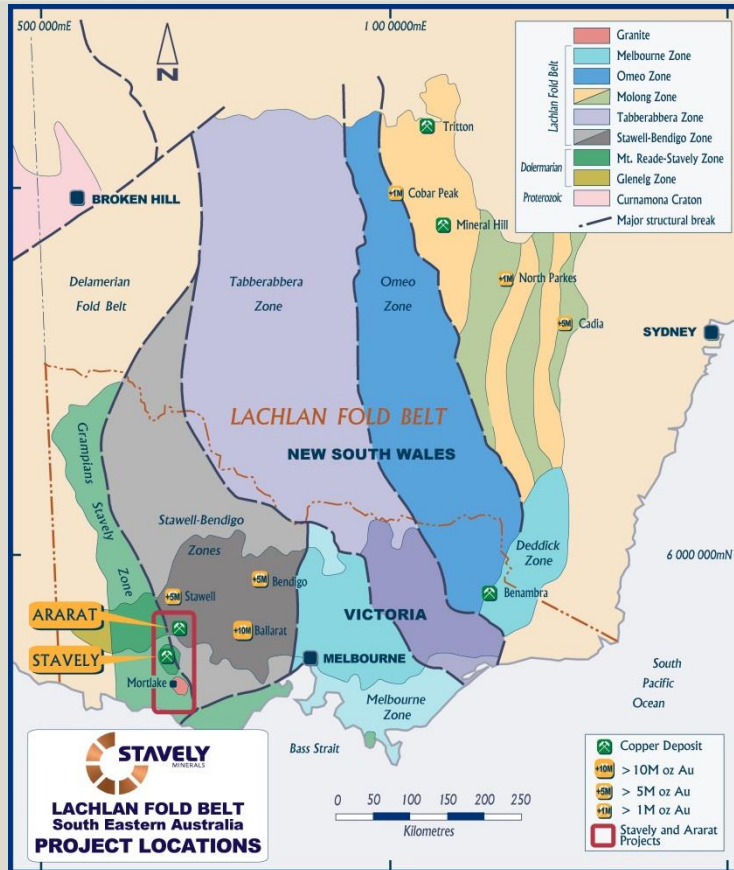 500 000mE
1 00 0000mE
N
Granite
Melbourne Zone
Omeo Zone
Molong Zone
Tabberabbera Zone
Stawell-Bendigo Zone
Mt. Reade-Stavely Zone
Glenelg Zone
Curnamona Craton
Major structural break
Lachlan Fold Belt
Dolermarian
Proterozoic
Tritton
+1M
Cobar Peak
BROKEN HILL
Mineral Hill
Delamerian
Fold Belt
Tabberabbera
Zone
Omeo
Zone
+1M
North Parkes
+5M
Cadia
SYDNEY
LACHLAN FOLD BELT
NEW SOUTH WALES
Grampians
Stavely
Zone
Stawell-Bendigo
Zones
Deddick
Zone
6 000 000mN
+5M
Bendigo
+5M
Stawell
Benambra
ARARAT
VICTORIA
+10M
Ballarat
STAVELY
MELBOURNE
Mortlake
Melbourne
Zone
South
Pacific
Ocean
Bass Strait
STAVELY
MINERALS
LACHLAN FOLD BELT
South Eastern Australia
PROJECT LOCATIONS
0 50 100 150 200 250
Kilometres
Copper Deposit
+10M > 10M oz Au
+5M > 5M oz Au
+1M > 1M oz Au
Stavely and Ararat
Projects